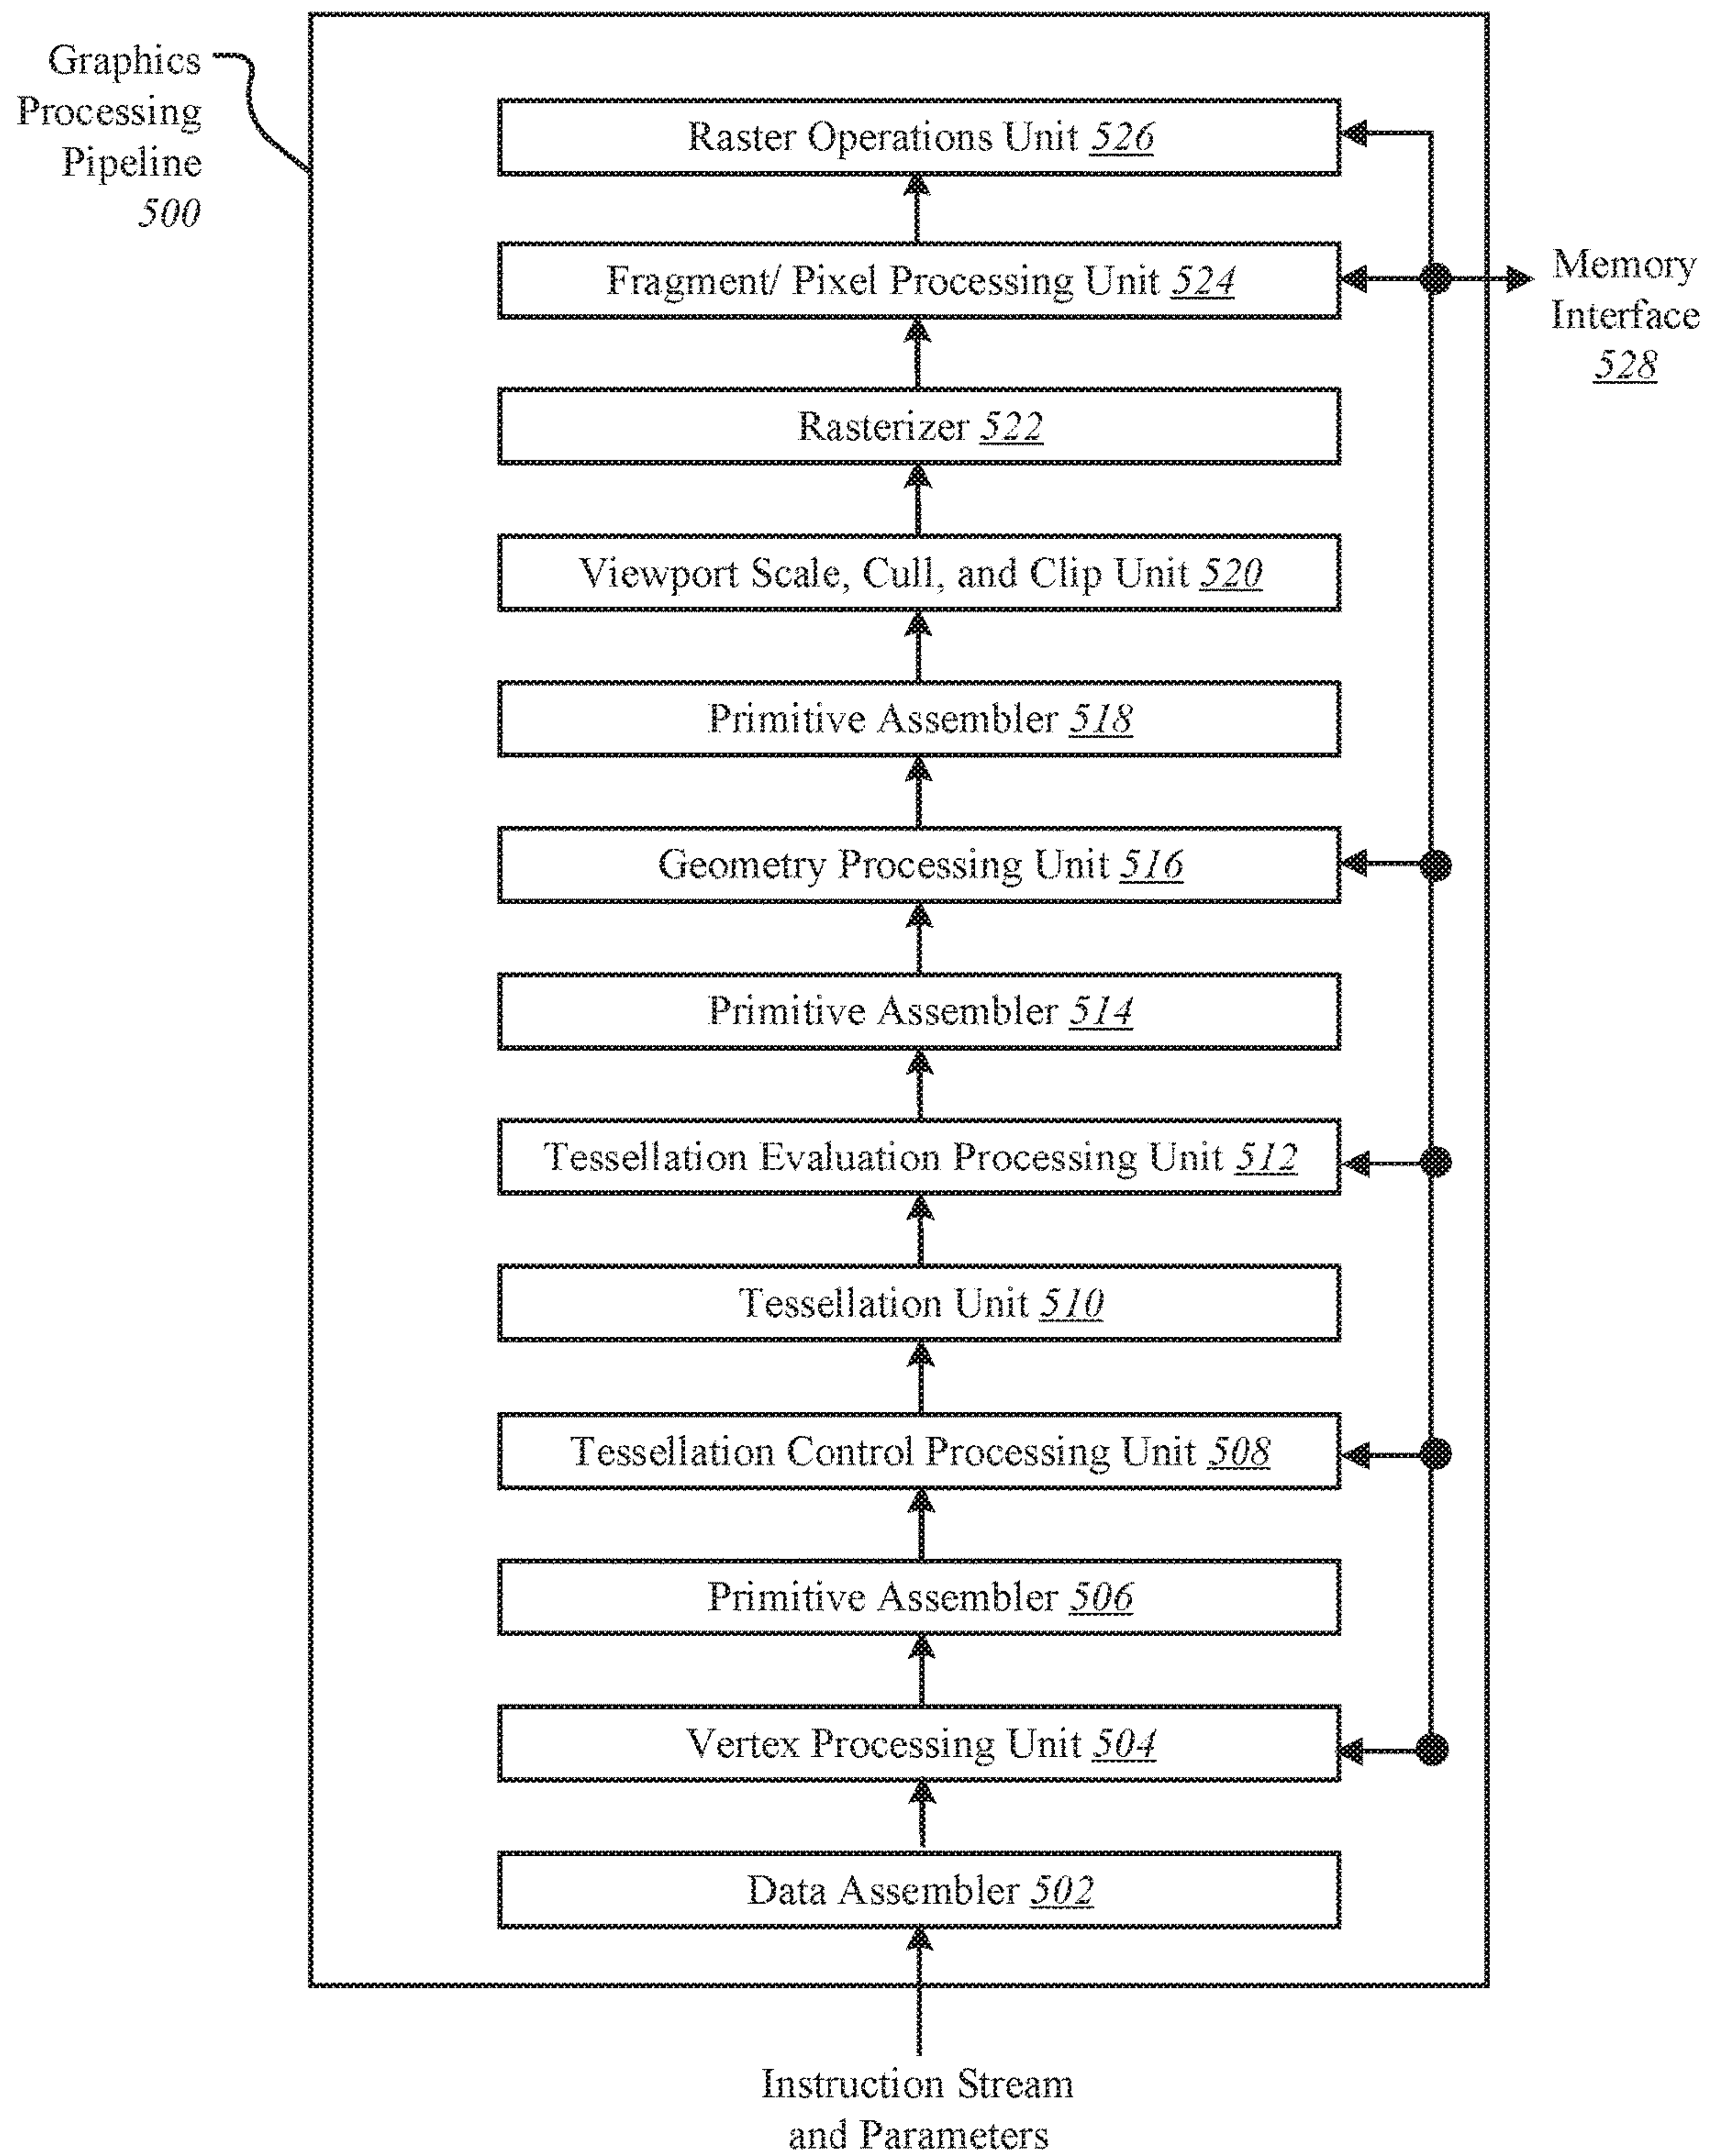 Graphics
Processing
Pipeline
500
Raster Operations Unit 526
Fragment/ Pixel Processing Unit 524
Memory
Interface
528
Rasterizer 522
Viewport Scale, Cull, and Clip Unit 520
Primitive Assembler 518
Geometry Processing Unit 516
Primitive Assembler 514
Tessellation Evaluation Processing Unit 512
Tessellation Unit 510
Tessellation Control Processing Unit 508
Primitive Assembler 506
Vertex Processing Unit 504
Data Assembler 502
Instruction Stream
and Parameters